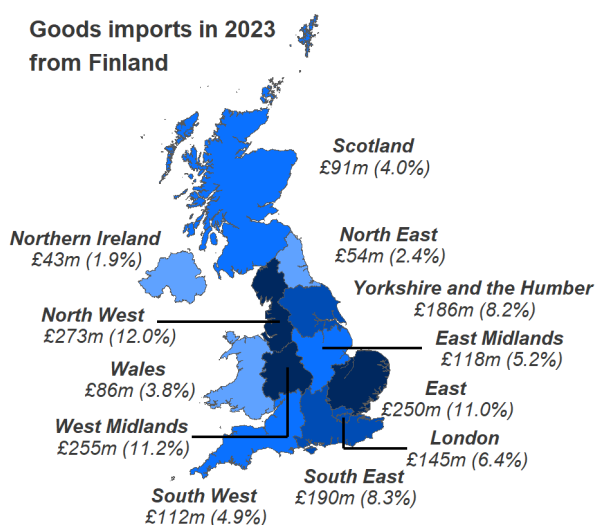 Goods imports in 2023
from Finland
Scotland
£91m (4.0%)
Northern Ireland
£43m (1.9%)
North East
£54m (2.4%)
Yorkshire and the Humber
£186m (8.2%)
North West
£273m (12.0%)
East Midlands
£118m (5.2%)
Wales
£86m (3.8%)
East
£250m (11.0%)
West Midlands
£255m (11.2%)
London
£145m (6.4%)
South East
£190m (8.3%)
South West
£112m (4.9%)